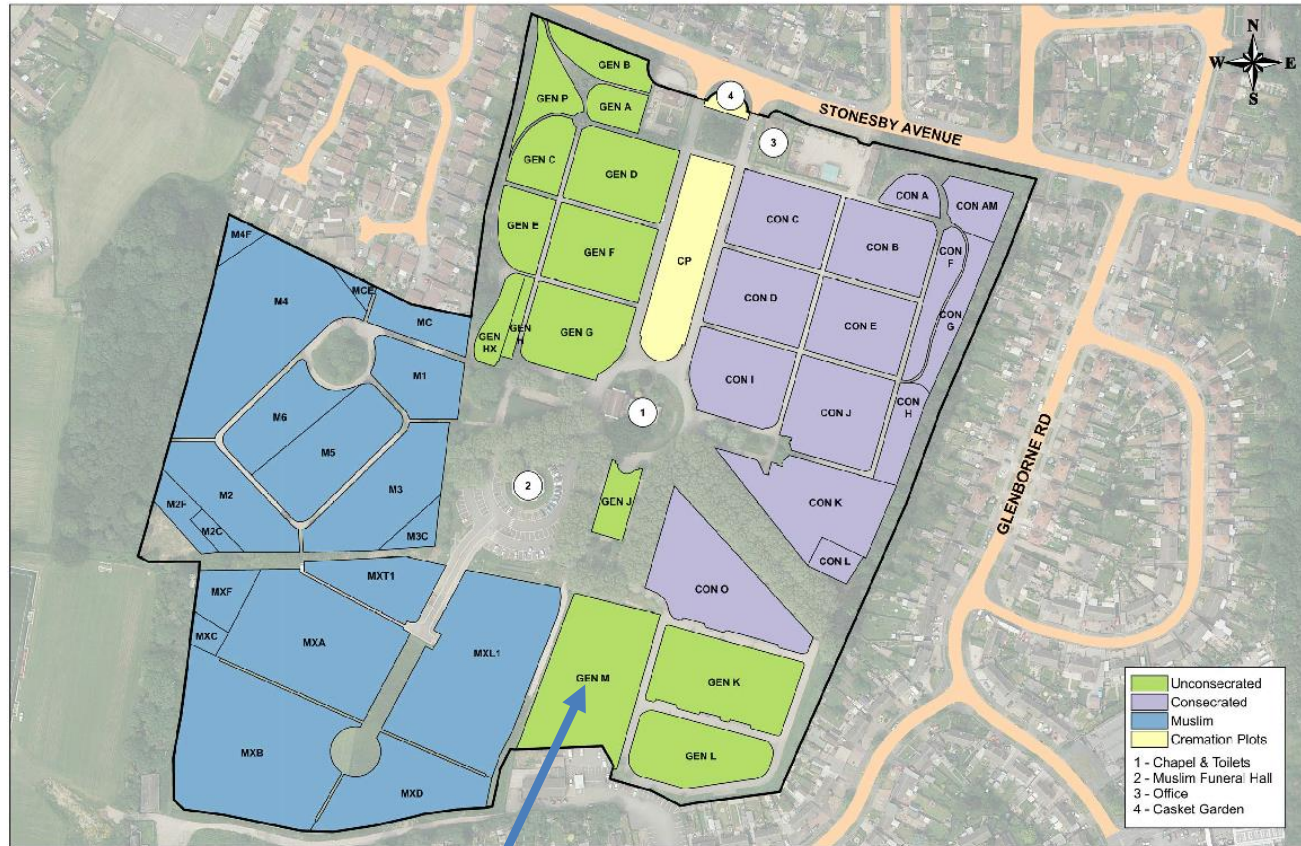 N
W E
S
STONESBY AVENUE
GLENBORNE RD
4
3
GEN B
GEN P
GEN A
GEN C
GEN D
GEN E
GEN F
GEN HX
GEN H
GEN G
CP
CON A
CON AM
CON C
CON B
CON F
CON D
CON E
CON G
CON I
CON J
CON H
CON K
CON L
CON O
1
2
GEN J
M4F
M4
MCE
MC
M1
M6
M5
M2
M3
M2F
M2C
M3C
MXF
MXT1
MXC
MXA
MXL1
MXB
MXD
GEN M
GEN K
GEN L
Unconsecrated
Consecrated
Muslim
Cremation Plots
1 - Chapel & Toilets
2 - Muslim Funeral Hall
3 - Office
4 - Casket Garden